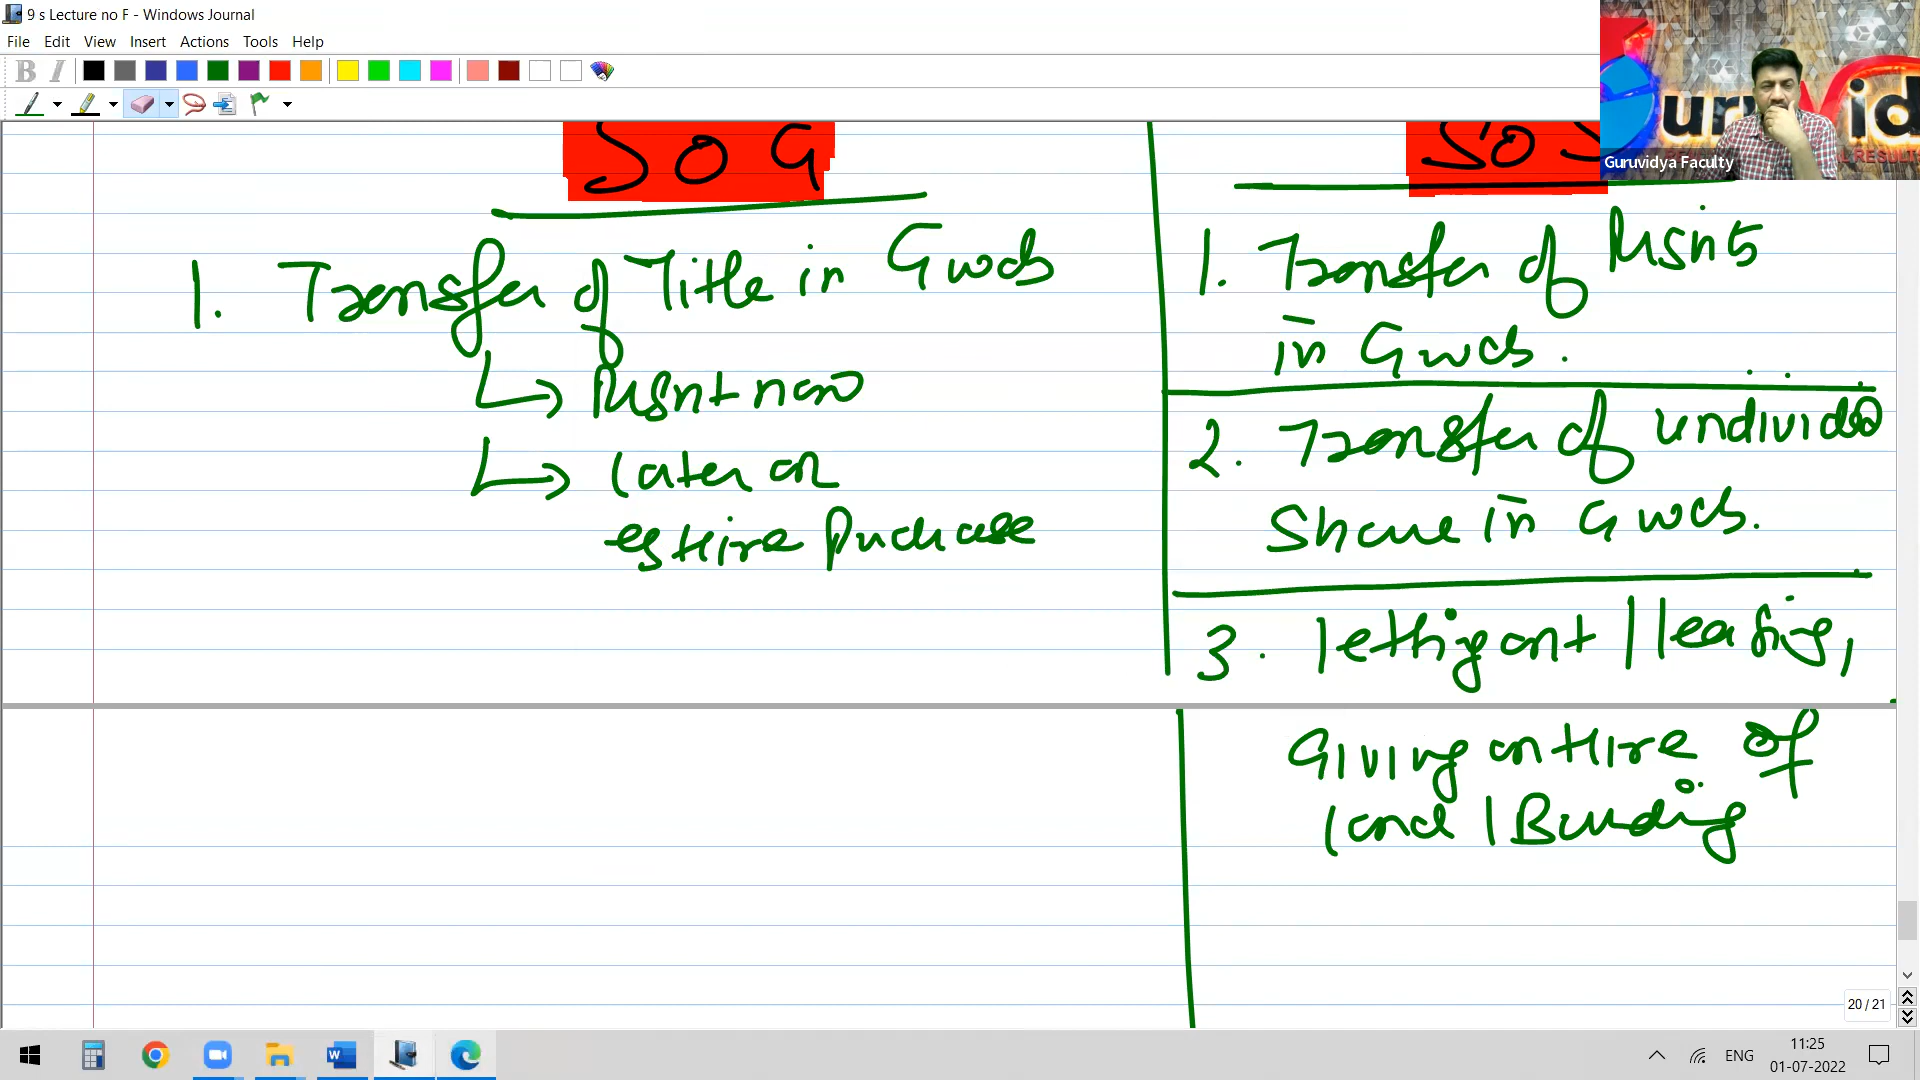 9 s Lecture no F - Windows Journal
File Edit View Insert Actions Tools Help
B I
Guruvidya Faculty
SOG
1. Transfer of Title in Goods
Right now
later on
eg Hire Purchase
SOS
1. Transfer of Rights
in Goods.
2. Transfer of undivided
Share in Goods.
3. letting out / leasing,
Giving on Hire of
land / Building
20 / 21
ENG
11:25
01-07-2022